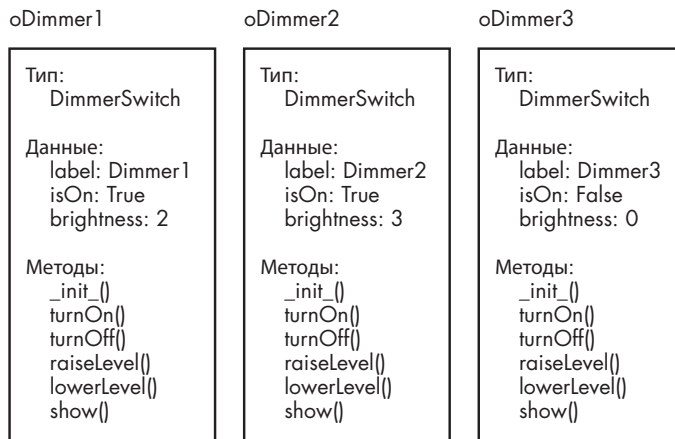 oDimmer1
Тип:
DimmerSwitch
Данные:
label: Dimmer1
isOn: True
brightness: 2
Методы:
_init_()
turnOn()
turnOff()
raiseLevel()
lowerLevel()
show()
oDimmer2
Тип:
DimmerSwitch
Данные:
label: Dimmer2
isOn: True
brightness: 3
Методы:
_init_()
turnOn()
turnOff()
raiseLevel()
lowerLevel()
show()
oDimmer3
Тип:
DimmerSwitch
Данные:
label: Dimmer3
isOn: False
brightness: 0
Методы:
_init_()
turnOn()
turnOff()
raiseLevel()
lowerLevel()
show()